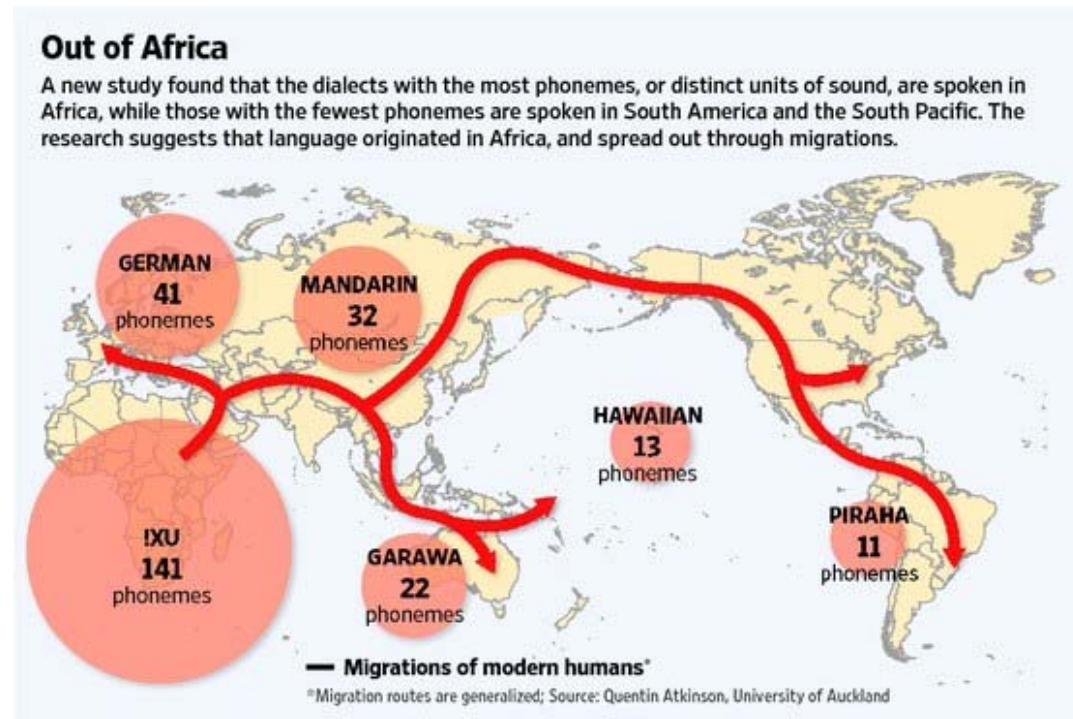 Out of Africa
A new study found that the dialects with the most phonemes, or distinct units of sound, are spoken in
Africa, while those with the fewest phonemes are spoken in South America and the South Pacific. The
research suggests that language originated in Africa, and spread out through migrations.
GERMAN
41
phonemes
MANDARIN
32
phonemes
HAWAIIAN
13
phonemes
!XU
141
phonemes
GARAWA
22
phonemes
PIRAHA
11
phonemes
Migrations of modern humans*
*Migration routes are generalized; Source: Quentin Atkinson, University of Auckland